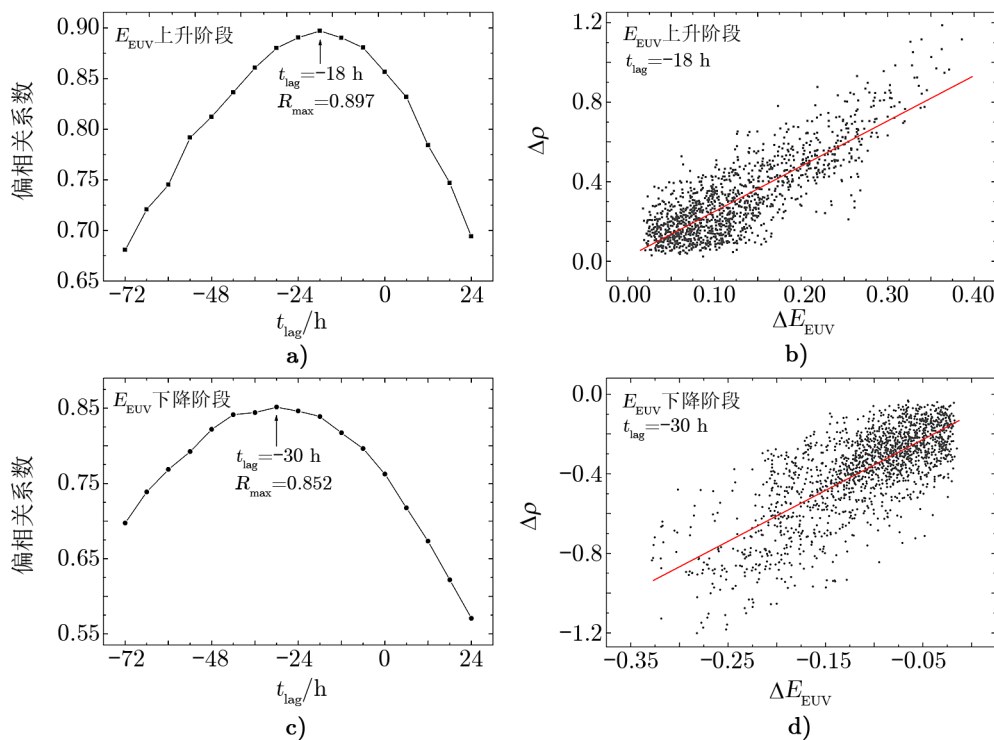 E_EUV上升阶段
t_lag=−18 h
R_max=0.897
偏相关系数
0.90
0.85
0.80
0.75
0.70
0.65
−72 −48 −24 0 24
t_lag/h
a)
E_EUV上升阶段
t_lag=−18 h
Δρ
1.2
0.8
0.4
0.0
0.00 0.10 0.20 0.30 0.40
ΔE_EUV
b)
E_EUV下降阶段
t_lag=−30 h
R_max=0.852
偏相关系数
0.85
0.75
0.65
0.55
−72 −48 −24 0 24
t_lag/h
c)
E_EUV下降阶段
t_lag=−30 h
Δρ
0.0
−0.4
−0.8
−1.2
−0.35 −0.25 −0.15 −0.05
ΔE_EUV
d)